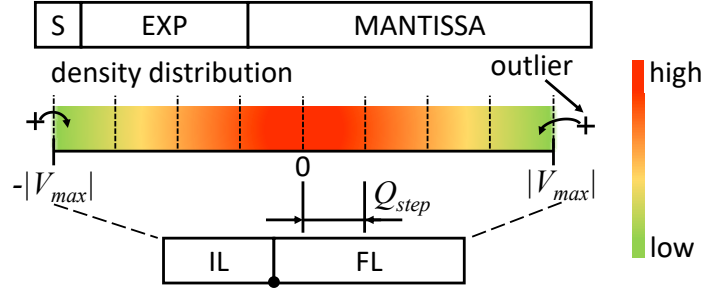 S EXP MANTISSA
density distribution outlier
high
+ +
0
-|Vmax| |Vmax|
Qstep
low
IL FL